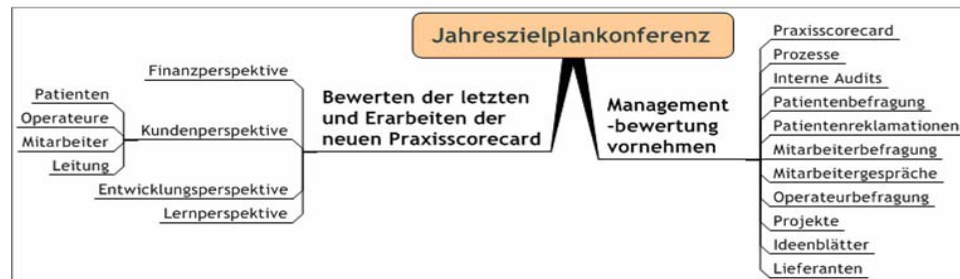 Jahreszielplankonferenz
Bewerten der letzten
und Erarbeiten der
neuen Praxisscorecard
Finanzperspektive
Kundenperspektive
Patienten
Operateure
Mitarbeiter
Leitung
Entwicklungsperspektive
Lernperspektive
Management
-bewertung
vornehmen
Praxisscorecard
Prozesse
Interne Audits
Patientenbefragung
Patientenreklamationen
Mitarbeiterbefragung
Mitarbeitergespräche
Operateurbefragung
Projekte
Ideenblätter
Lieferanten